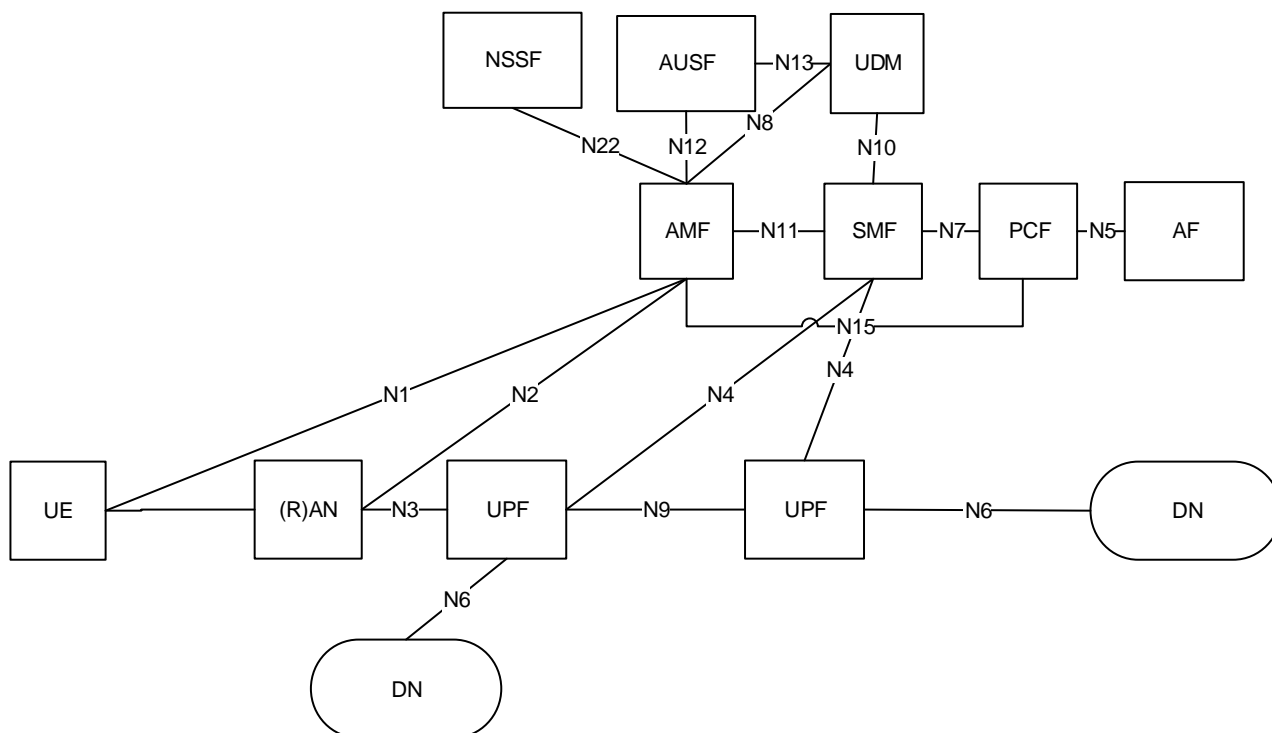 NSSF
AUSF
N13
UDM
N22
N12
N8
N10
AMF
N11
SMF
N7
PCF
N5
AF
N15
N1
N2
N4
N4
UE
(R)AN
N3
UPF
N9
UPF
N6
DN
N6
DN